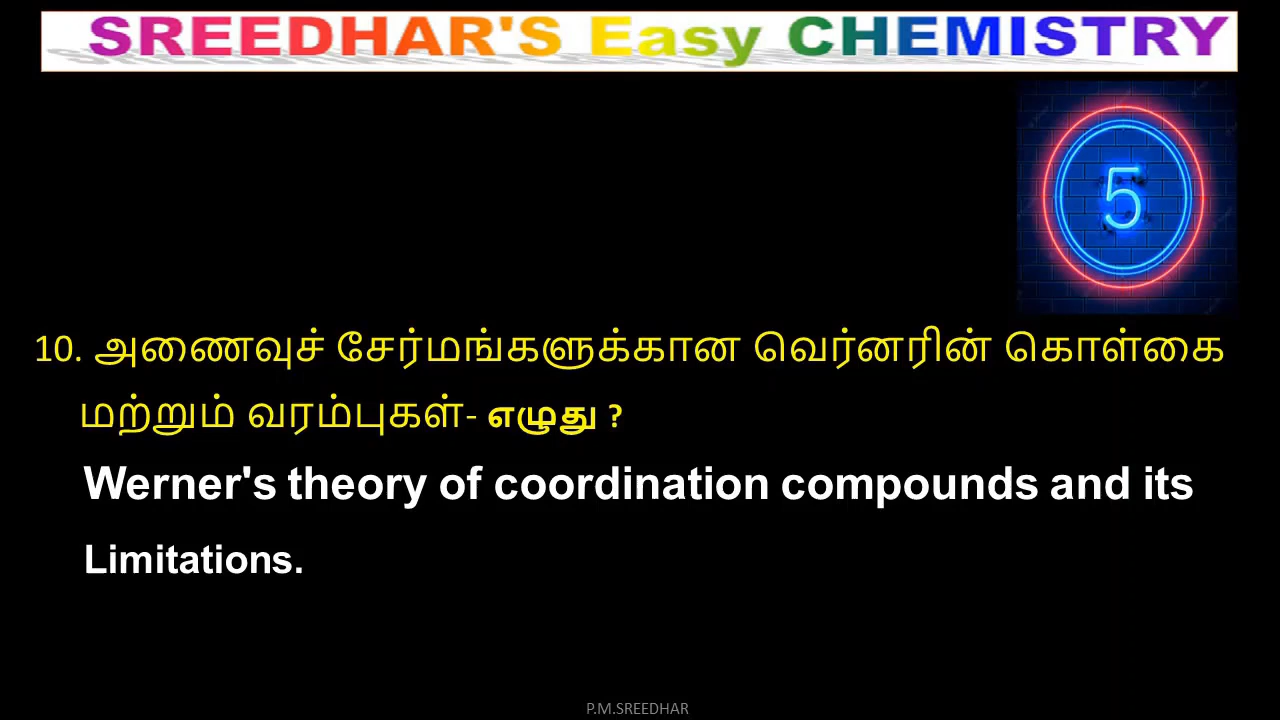 SREEDHAR'S Easy CHEMISTRY
5
10. அணைவுச் சேர்மங்களுக்கான வெர்னரின் கொள்கை
மற்றும் வரம்புகள்- எழுது ?
Werner's theory of coordination compounds and its
Limitations.
P.M.SREEDHAR